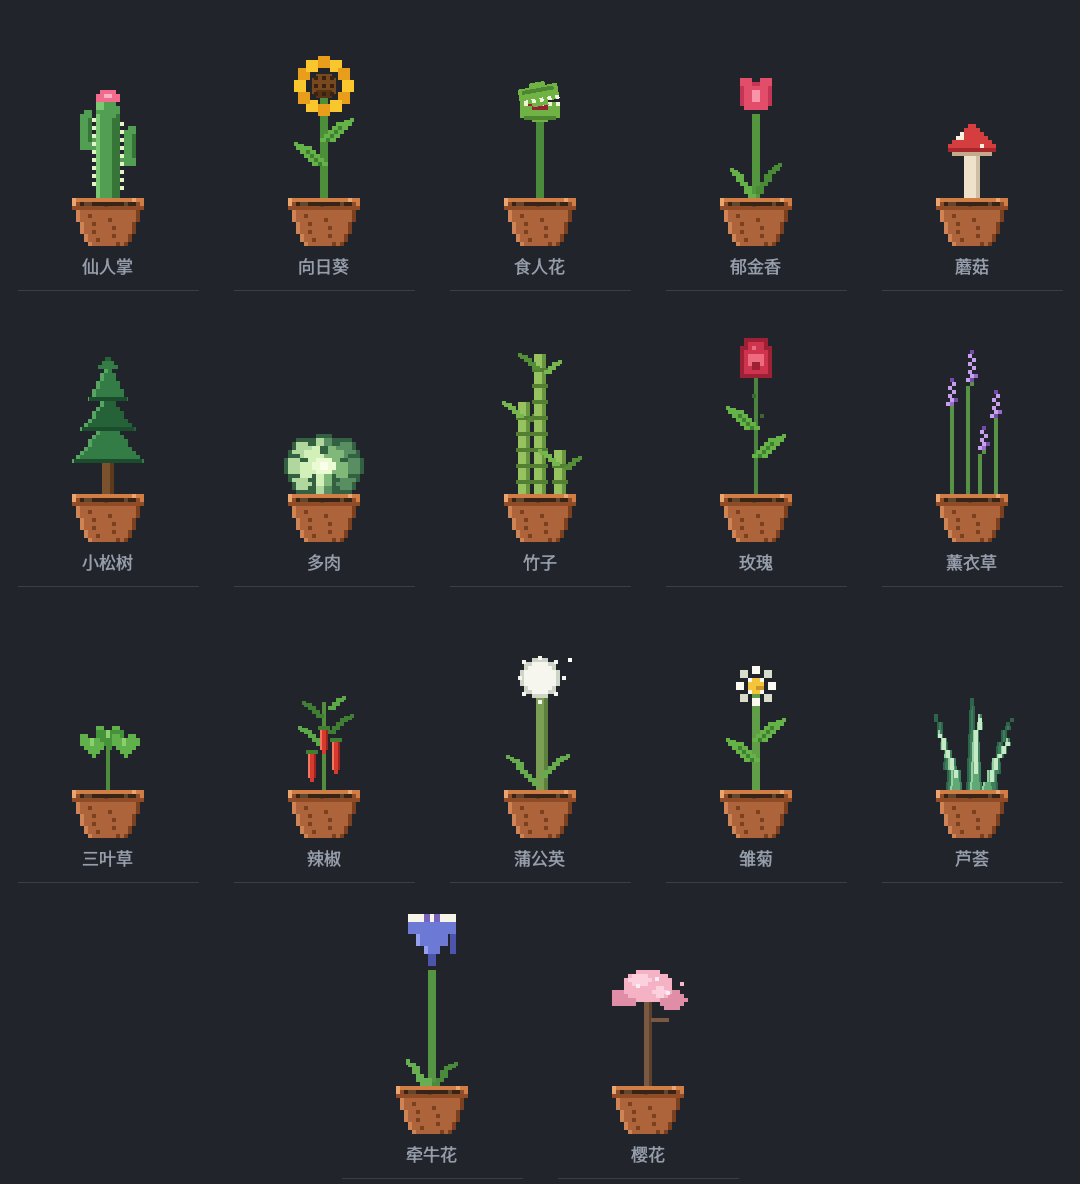 仙人掌
向日葵
食人花
郁金香
蘑菇
小松树
多肉
竹子
玫瑰
薰衣草
三叶草
辣椒
蒲公英
雏菊
芦荟
牵牛花
樱花